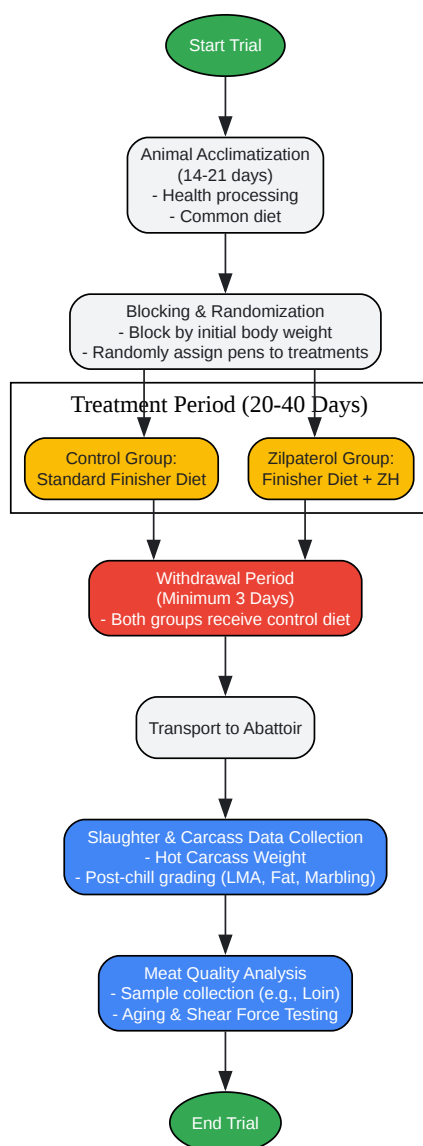 Start Trial
Animal Acclimatization
(14-21 days)
- Health processing
- Common diet
Blocking & Randomization
- Block by initial body weight
- Randomly assign pens to treatments
Treatment Period (20-40 Days)
Control Group:
Standard Finisher Diet
Zilpaterol Group:
Finisher Diet + ZH
Withdrawal Period
(Minimum 3 Days)
- Both groups receive control diet
Transport to Abattoir
Slaughter & Carcass Data Collection
- Hot Carcass Weight
- Post-chill grading (LMA, Fat, Marbling)
Meat Quality Analysis
- Sample collection (e.g., Loin)
- Aging & Shear Force Testing
End Trial